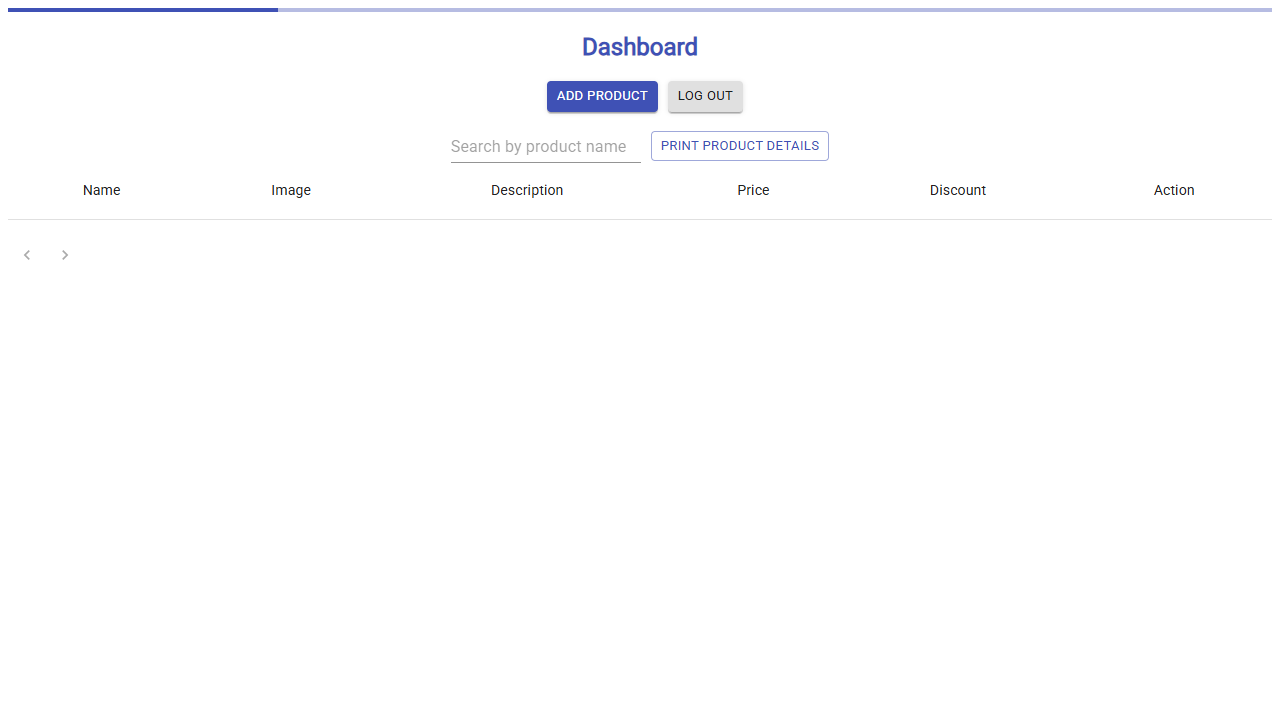 Dashboard
ADD PRODUCT LOG OUT
Search by product name PRINT PRODUCT DETAILS
Name Image Description Price Discount Action